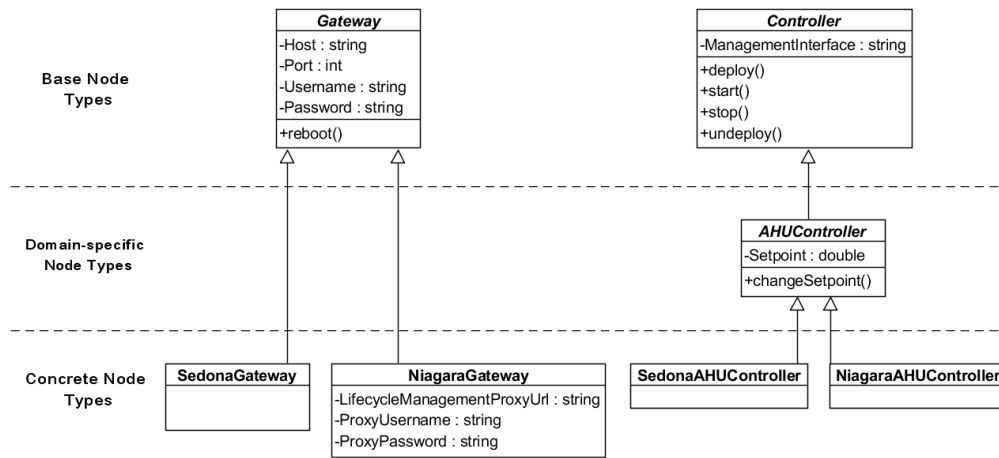 Base Node
Types
Gateway
-Host : string
-Port : int
-Username : string
-Password : string
+reboot()
Controller
-ManagementInterface : string
+deploy()
+start()
+stop()
+undeploy()
Domain-specific
Node Types
AHUController
-Setpoint : double
+changeSetpoint()
Concrete Node
Types
SedonaGateway
NiagaraGateway
-LifecycleManagementProxyUrl : string
-ProxyUsername : string
-ProxyPassword : string
SedonaAHUController
NiagaraAHUController